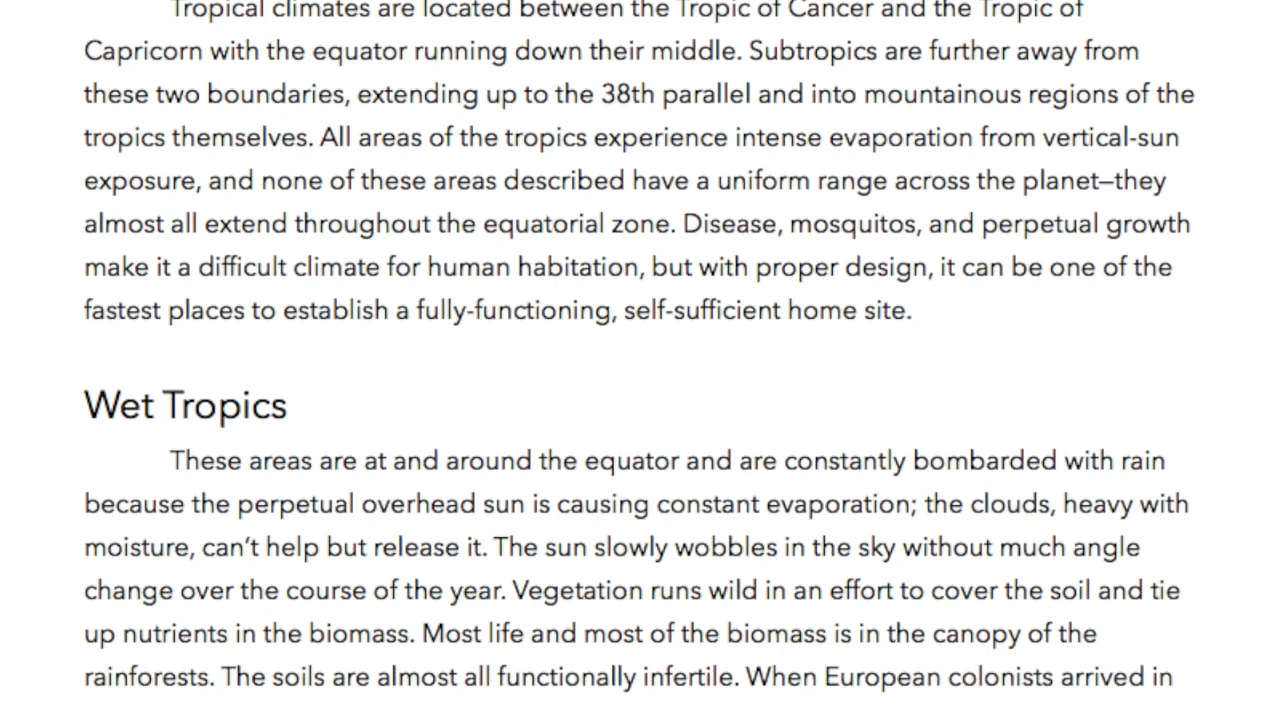 Tropical climates are located between the Tropic of Cancer and the Tropic of
Capricorn with the equator running down their middle. Subtropics are further away from
these two boundaries, extending up to the 38th parallel and into mountainous regions of the
tropics themselves. All areas of the tropics experience intense evaporation from vertical-sun
exposure, and none of these areas described have a uniform range across the planet—they
almost all extend throughout the equatorial zone. Disease, mosquitos, and perpetual growth
make it a difficult climate for human habitation, but with proper design, it can be one of the
fastest places to establish a fully-functioning, self-sufficient home site.
Wet Tropics
These areas are at and around the equator and are constantly bombarded with rain
because the perpetual overhead sun is causing constant evaporation; the clouds, heavy with
moisture, can’t help but release it. The sun slowly wobbles in the sky without much angle
change over the course of the year. Vegetation runs wild in an effort to cover the soil and tie
up nutrients in the biomass. Most life and most of the biomass is in the canopy of the
rainforests. The soils are almost all functionally infertile. When European colonists arrived in